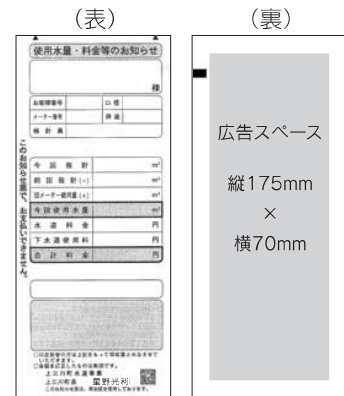 (表)
使用水量・料金等のお知らせ
様
お客様番号
口径
メーター番号
用途
検針員
このお知らせ票で、お支払いできません。
今回指針 m³
前回指針(-) m³
旧メーター使用量(+) m³
今回使用水量 m³
水道料金 円
下水道使用料 円
合計料金 円
上三川町水道事業
上三川町長 星野光利
(裏)
広告スペース
縦175mm
×
横70mm